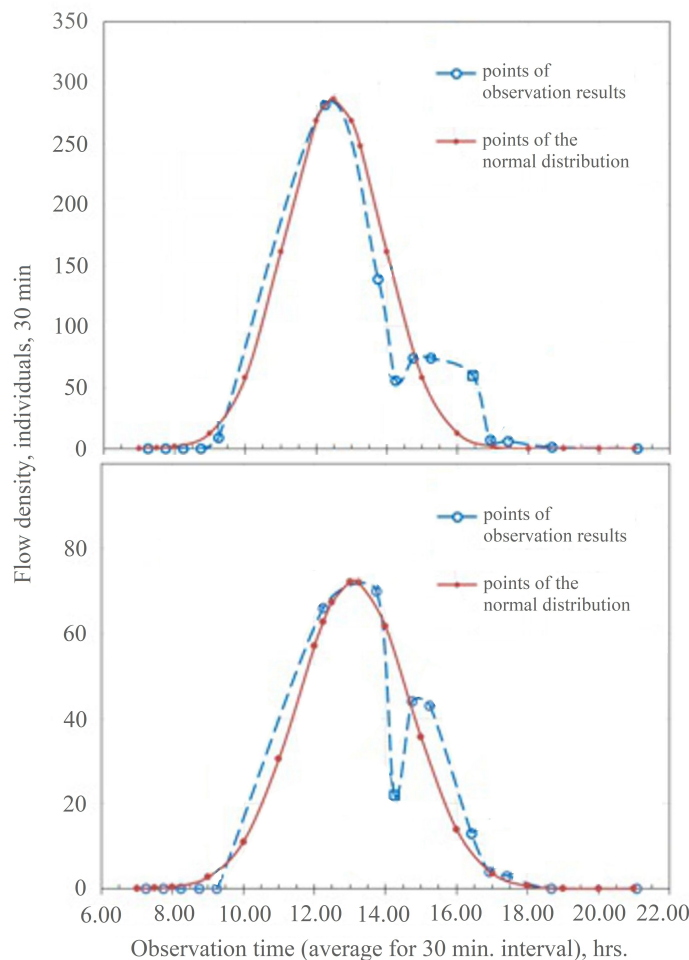 350
300
250
200
150
100
50
0
points of
observation results
points of the
normal distribution
Flow density, individuals, 30 min
80
60
40
20
0
points of
observation results
points of the
normal distribution
6.00 8.00 10.00 12.00 14.00 16.00 18.00 20.00 22.00
Observation time (average for 30 min. interval), hrs.